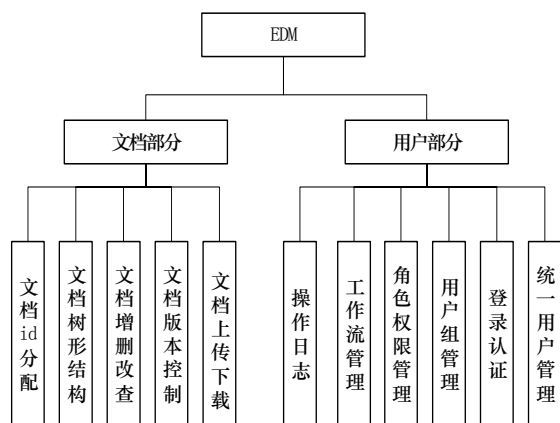 EDM
文档部分
用户部分
文档id分配
文档树形结构
文档增删改查
文档版本控制
文档上传下载
操作日志
工作流管理
角色权限管理
用户组管理
登录认证
统一用户管理